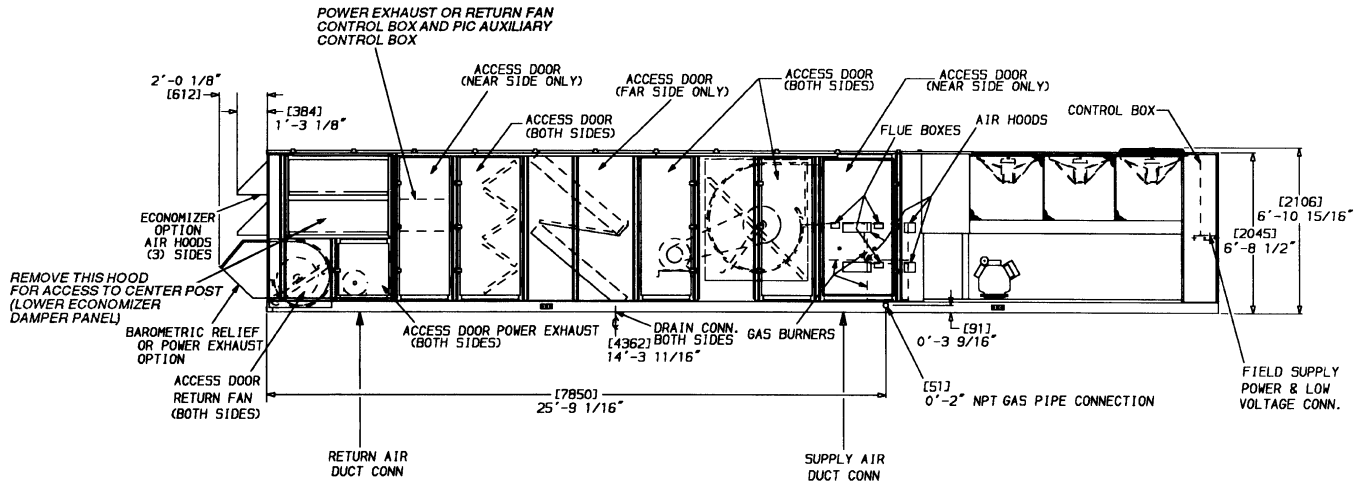 POWER EXHAUST OR RETURN FAN
CONTROL BOX AND PIC AUXILIARY
CONTROL BOX
2'-0 1/8"
[612]
[384]
1'-3 1/8"
ACCESS DOOR
(NEAR SIDE ONLY)
ACCESS DOOR
(BOTH SIDES)
ACCESS DOOR
(FAR SIDE ONLY)
ACCESS DOOR
(BOTH SIDES)
ACCESS DOOR
(NEAR SIDE ONLY)
FLUE BOXES
AIR HOODS
CONTROL BOX
[2106]
6'-10 15/16"
[2045]
6'-8 1/2"
ECONOMIZER
OPTION
AIR HOODS
(3) SIDES
REMOVE THIS HOOD
FOR ACCESS TO CENTER POST
(LOWER ECONOMIZER
DAMPER PANEL)
BAROMETRIC RELIEF
OR POWER EXHAUST
OPTION
ACCESS DOOR
RETURN FAN
(BOTH SIDES)
ACCESS DOOR POWER EXHAUST
(BOTH SIDES)
[4362]
14'-3 11/16"
DRAIN CONN.
BOTH SIDES
GAS BURNERS
[91]
0'-3 9/16"
[7850]
25'-9 1/16"
[51]
0'-2" NPT GAS PIPE CONNECTION
FIELD SUPPLY
POWER & LOW
VOLTAGE CONN.
RETURN AIR
DUCT CONN
SUPPLY AIR
DUCT CONN